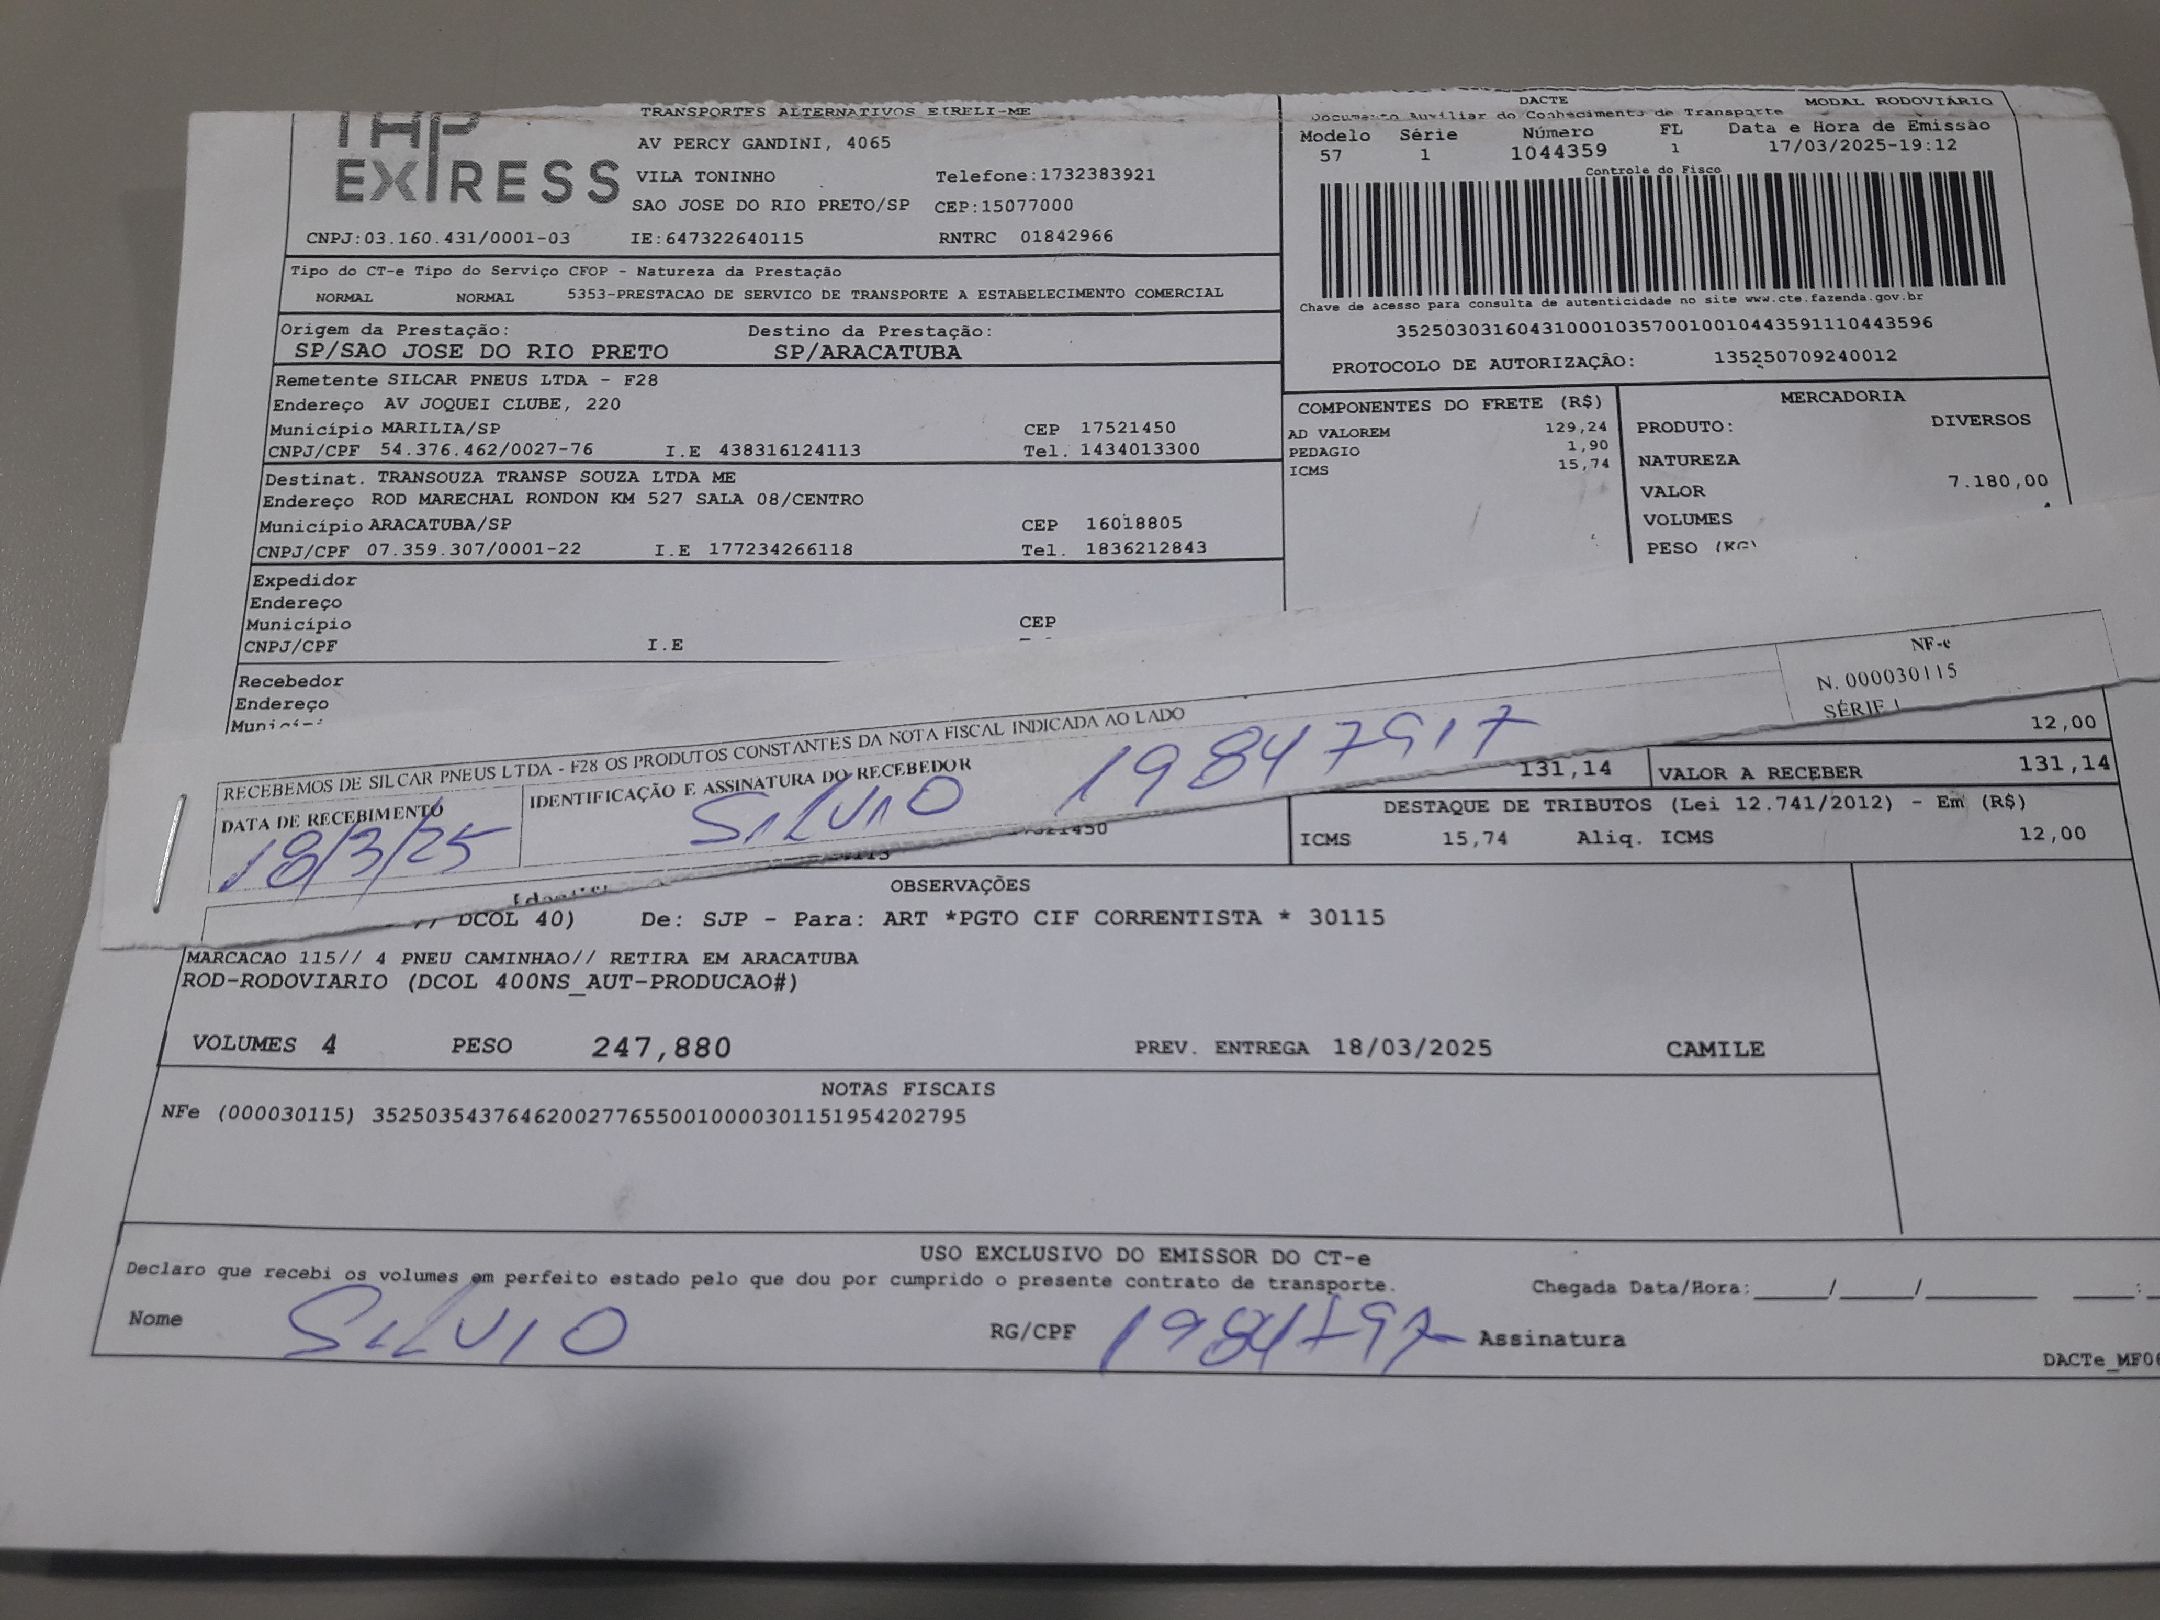 TRANSPORTES ALTERNATIVOS EIRELI-ME
EXPRESS
AV PERCY GANDINI, 4065
VILA TONINHO Telefone:1732383921
SAO JOSE DO RIO PRETO/SP CEP:15077000
CNPJ:03.160.431/0001-03 IE:647322640115 RNTRC 01842966
DACTE MODAL RODOVIÁRIO
Documento Auxiliar do Conhecimento de Transporte
Modelo Série Número FL Data e Hora de Emissão
57 1 1044359 1 17/03/2025-19:12
Controle do Fisco
Chave de acesso para consulta de autenticidade no site www.cte.fazenda.gov.br
35250303160431000103570010010443591110443596
PROTOCOLO DE AUTORIZAÇÃO: 135250709240012
Tipo do CT-e Tipo do Serviço CFOP - Natureza da Prestação
NORMAL NORMAL 5353-PRESTACAO DE SERVICO DE TRANSPORTE A ESTABELECIMENTO COMERCIAL
Origem da Prestação: Destino da Prestação:
SP/SAO JOSE DO RIO PRETO SP/ARACATUBA
Remetente SILCAR PNEUS LTDA - F28
Endereço AV JOQUEI CLUBE, 220
Município MARILIA/SP CEP 17521450
CNPJ/CPF 54.376.462/0027-76 I.E 438316124113 Tel. 1434013300
Destinat. TRANSOUZA TRANSP SOUZA LTDA ME
Endereço ROD MARECHAL RONDON KM 527 SALA 08/CENTRO
Município ARACATUBA/SP CEP 16018805
CNPJ/CPF 07.359.307/0001-22 I.E 177234266118 Tel. 1836212843
Expedidor
Endereço
Município CEP
CNPJ/CPF I.E
Recebedor
Endereço
COMPONENTES DO FRETE (R$)
AD VALOREM 129,24
PEDAGIO 1,90
ICMS 15,74
MERCADORIA
PRODUTO: DIVERSOS
NATUREZA
VALOR 7.180,00
VOLUMES
PESO (KG)
NF-e
N. 000030115
SÉRIE 1
RECEBEMOS DE SILCAR PNEUS LTDA - F28 OS PRODUTOS CONSTANTES DA NOTA FISCAL INDICADA AO LADO
DATA DE RECEBIMENTO IDENTIFICAÇÃO E ASSINATURA DO RECEBEDOR
18/3/25 SILVIO
12,00
131,14 VALOR A RECEBER 131,14
DESTAQUE DE TRIBUTOS (Lei 12.741/2012) - Em (R$)
ICMS 15,74 Aliq. ICMS 12,00
OBSERVAÇÕES
DCOL 40) De: SJP - Para: ART *PGTO CIF CORRENTISTA * 30115
MARCACAO 115// 4 PNEU CAMINHAO// RETIRA EM ARACATUBA
ROD-RODOVIARIO (DCOL 400NS_AUT-PRODUCAO#)
VOLUMES 4 PESO 247,880 PREV. ENTREGA 18/03/2025 CAMILE
NOTAS FISCAIS
NFe (000030115) 35250354376462002776550010000301151954202795
USO EXCLUSIVO DO EMISSOR DO CT-e
Declaro que recebi os volumes em perfeito estado pelo que dou por cumprido o presente contrato de transporte.
Chegada Data/Hora:_____/_____/________ ____:
Nome SILVIO RG/CPF Assinatura
DACTe_MF06